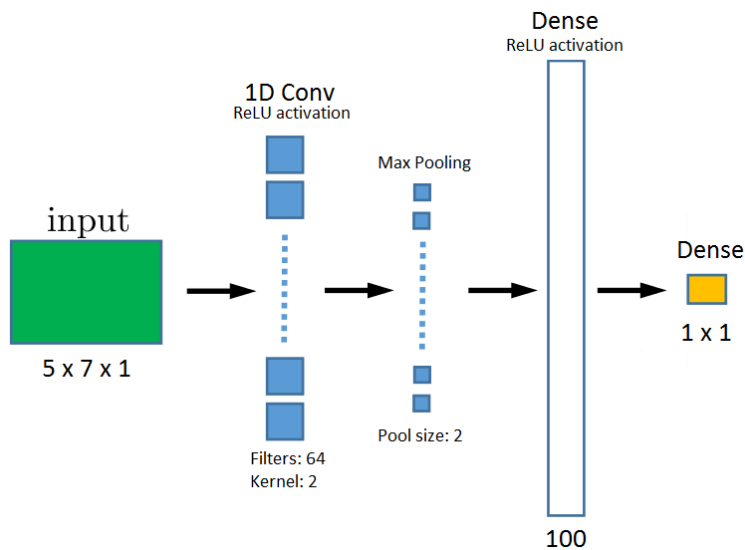 input
5 x 7 x 1
1D Conv
ReLU activation
Filters: 64
Kernel: 2
Max Pooling
Pool size: 2
Dense
ReLU activation
100
Dense
1 x 1